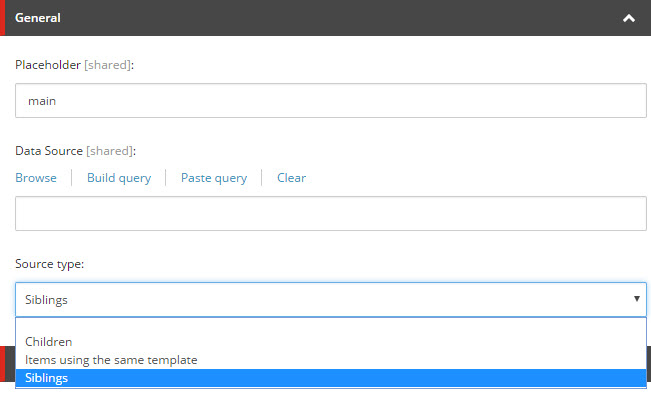 General
Placeholder [shared]:
main
Data Source [shared]:
Browse Build query Paste query Clear
Source type:
Siblings
Children
Items using the same template
Siblings